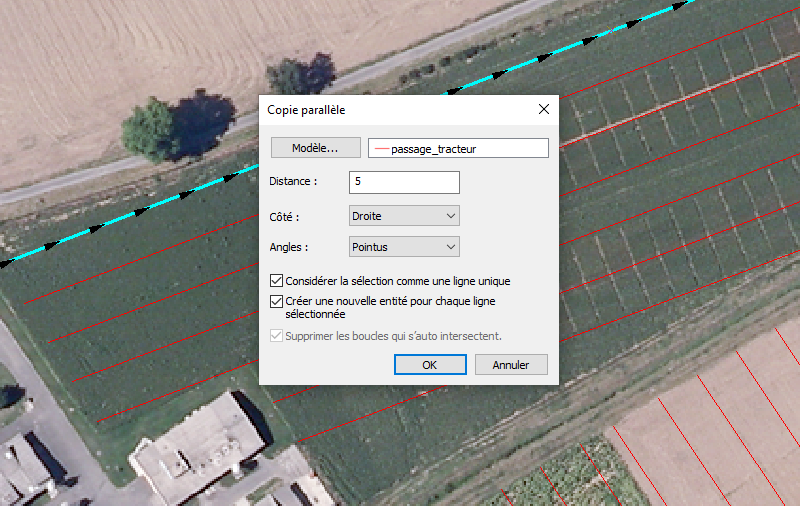 Copie parallèle
Modèle... passage_tracteur
Distance : 5
Côté : Droite
Angles : Pointus
Considérer la sélection comme une ligne unique
Créer une nouvelle entité pour chaque ligne
sélectionnée
Supprimer les boucles qui s'auto intersectent.
OK Annuler